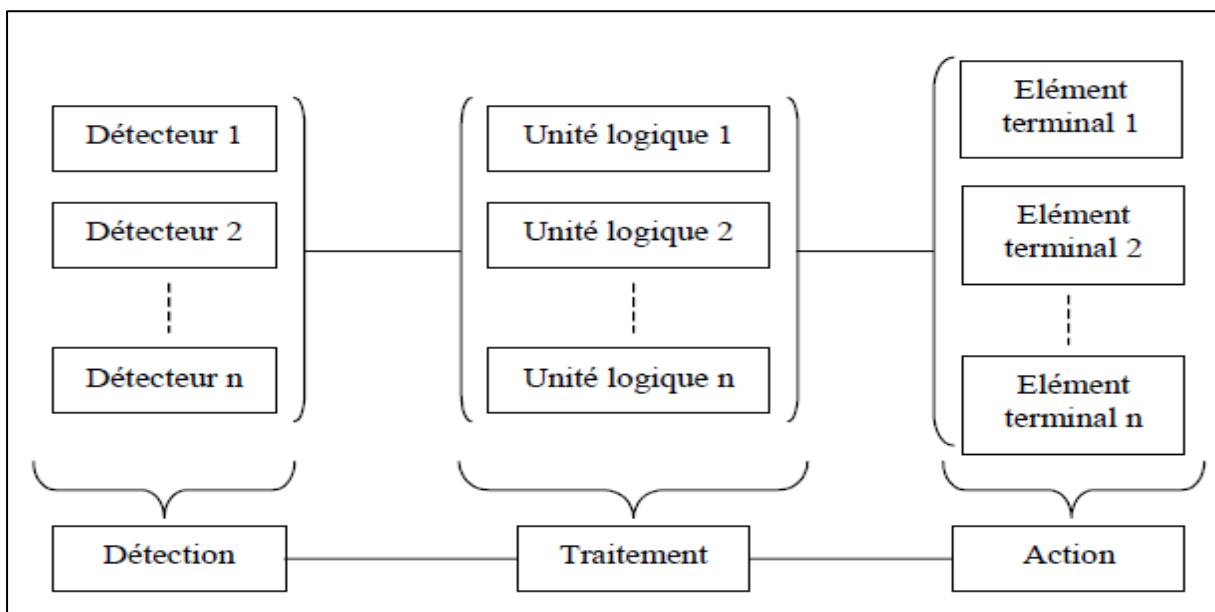 Détecteur 1
Détecteur 2
Détecteur n
Unité logique 1
Unité logique 2
Unité logique n
Elément
terminal 1
Elément
terminal 2
Elément
terminal n
Détection
Traitement
Action